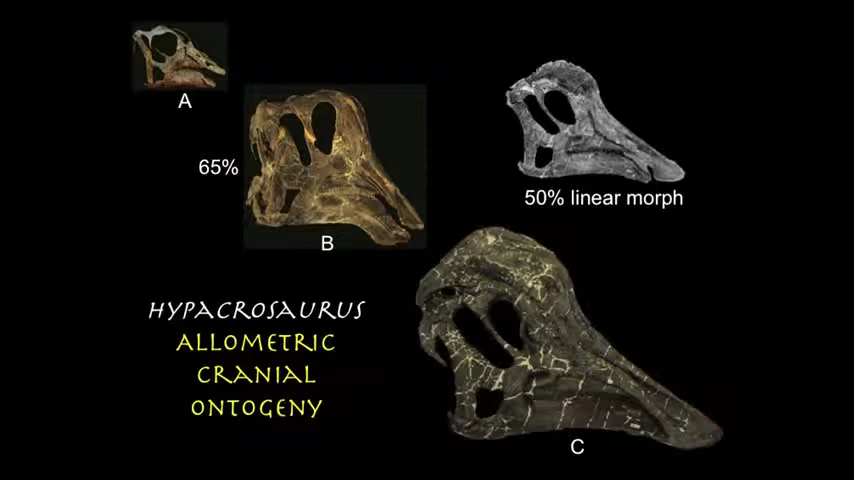 A
65%
B
50% linear morph
HYPACROSAURUS
ALLOMETRIC
CRANIAL
ONTOGENY
C